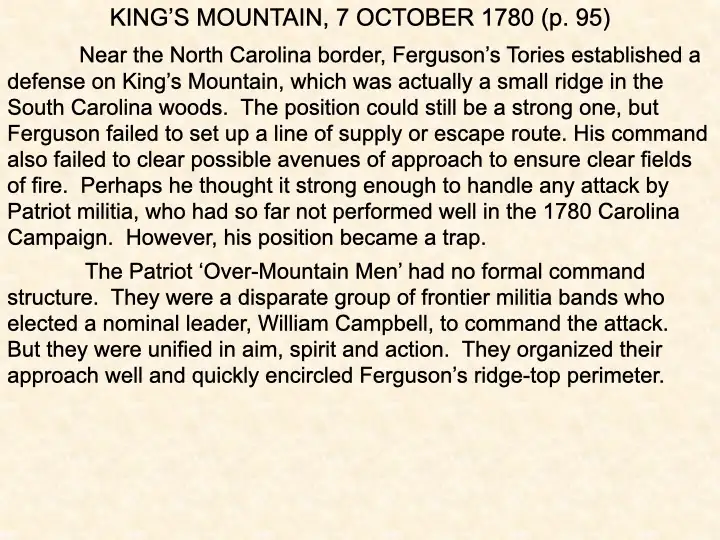 KING’S MOUNTAIN, 7 OCTOBER 1780 (p. 95)
Near the North Carolina border, Ferguson’s Tories established a
defense on King’s Mountain, which was actually a small ridge in the
South Carolina woods.  The position could still be a strong one, but
Ferguson failed to set up a line of supply or escape route. His command
also failed to clear possible avenues of approach to ensure clear fields
of fire.  Perhaps he thought it strong enough to handle any attack by
Patriot militia, who had so far not performed well in the 1780 Carolina
Campaign.  However, his position became a trap.
The Patriot ‘Over-Mountain Men’ had no formal command
structure.  They were a disparate group of frontier militia bands who
elected a nominal leader, William Campbell, to command the attack.
But they were unified in aim, spirit and action.  They organized their
approach well and quickly encircled Ferguson’s ridge-top perimeter.